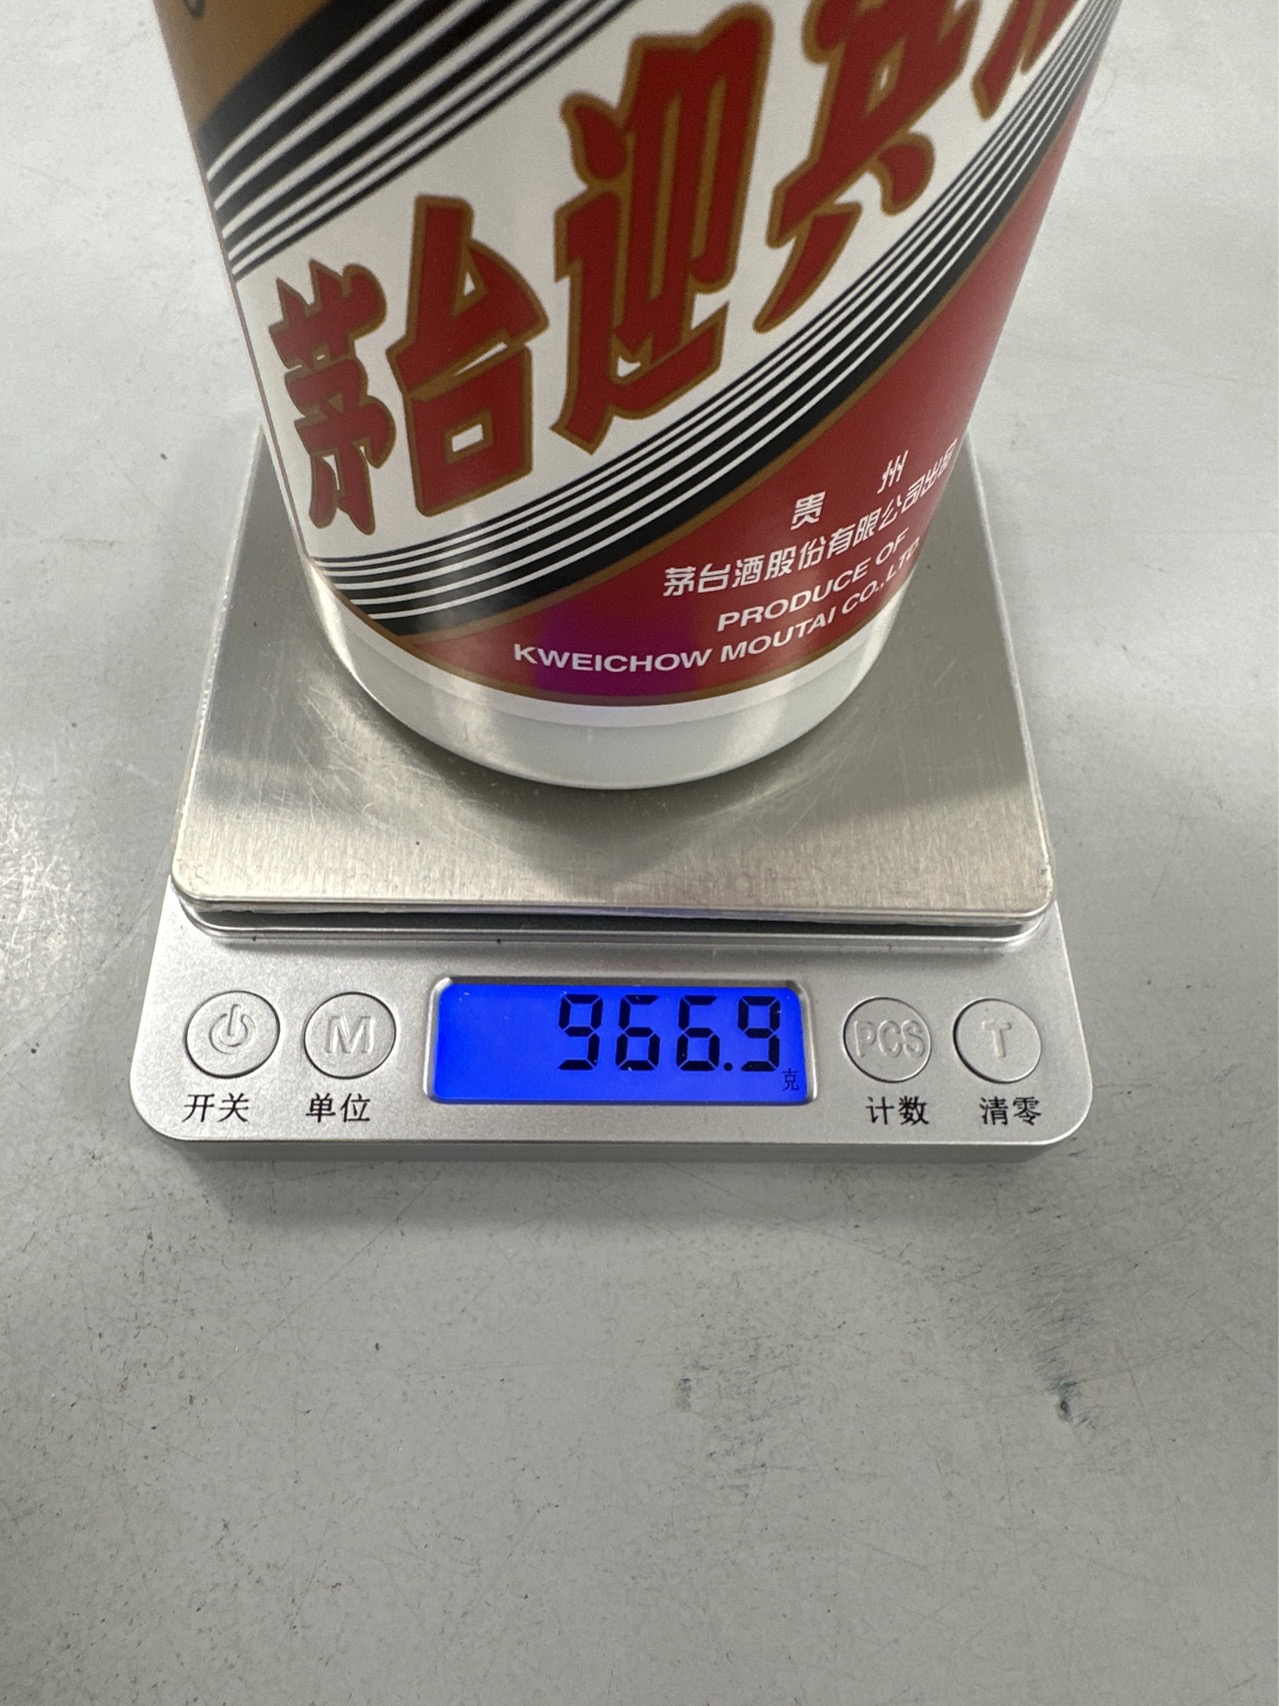 茅台迎宾
贵 州
茅台酒股份有限公司出品
PRODUCE OF
KWEICHOW MOUTAI CO.,LTD
966.9
克
M PCS T
开关 单位 计数 清零